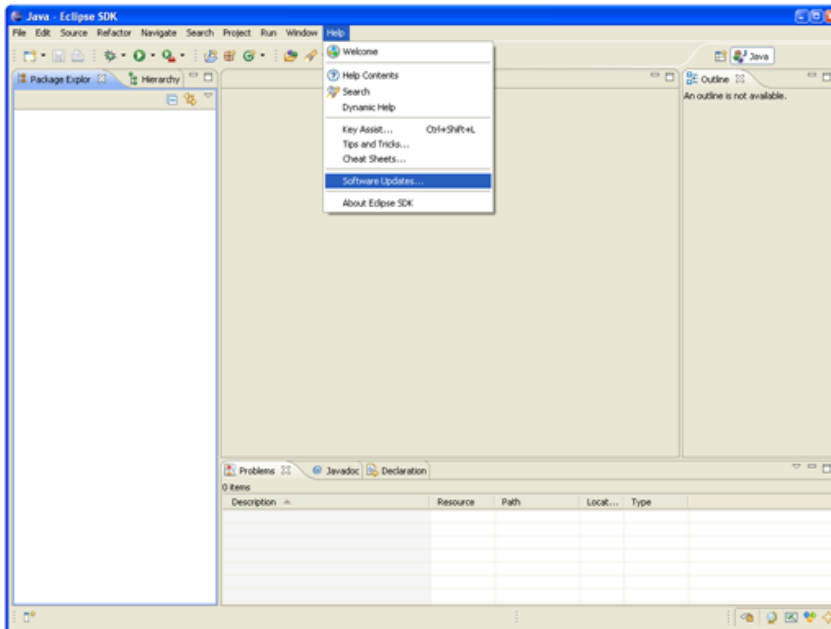 Java - Eclipse SDK
File Edit Source Refactor Navigate Search Project Run Window Help
Welcome
Help Contents
Search
Dynamic Help
Key Assist... Ctrl+Shift+L
Tips and Tricks...
Cheat Sheets...
Software Updates...
About Eclipse SDK
Java
Package Explor Hierarchy
Outline
An outline is not available.
Problems Javadoc Declaration
0 items
Description Resource Path Locat... Type